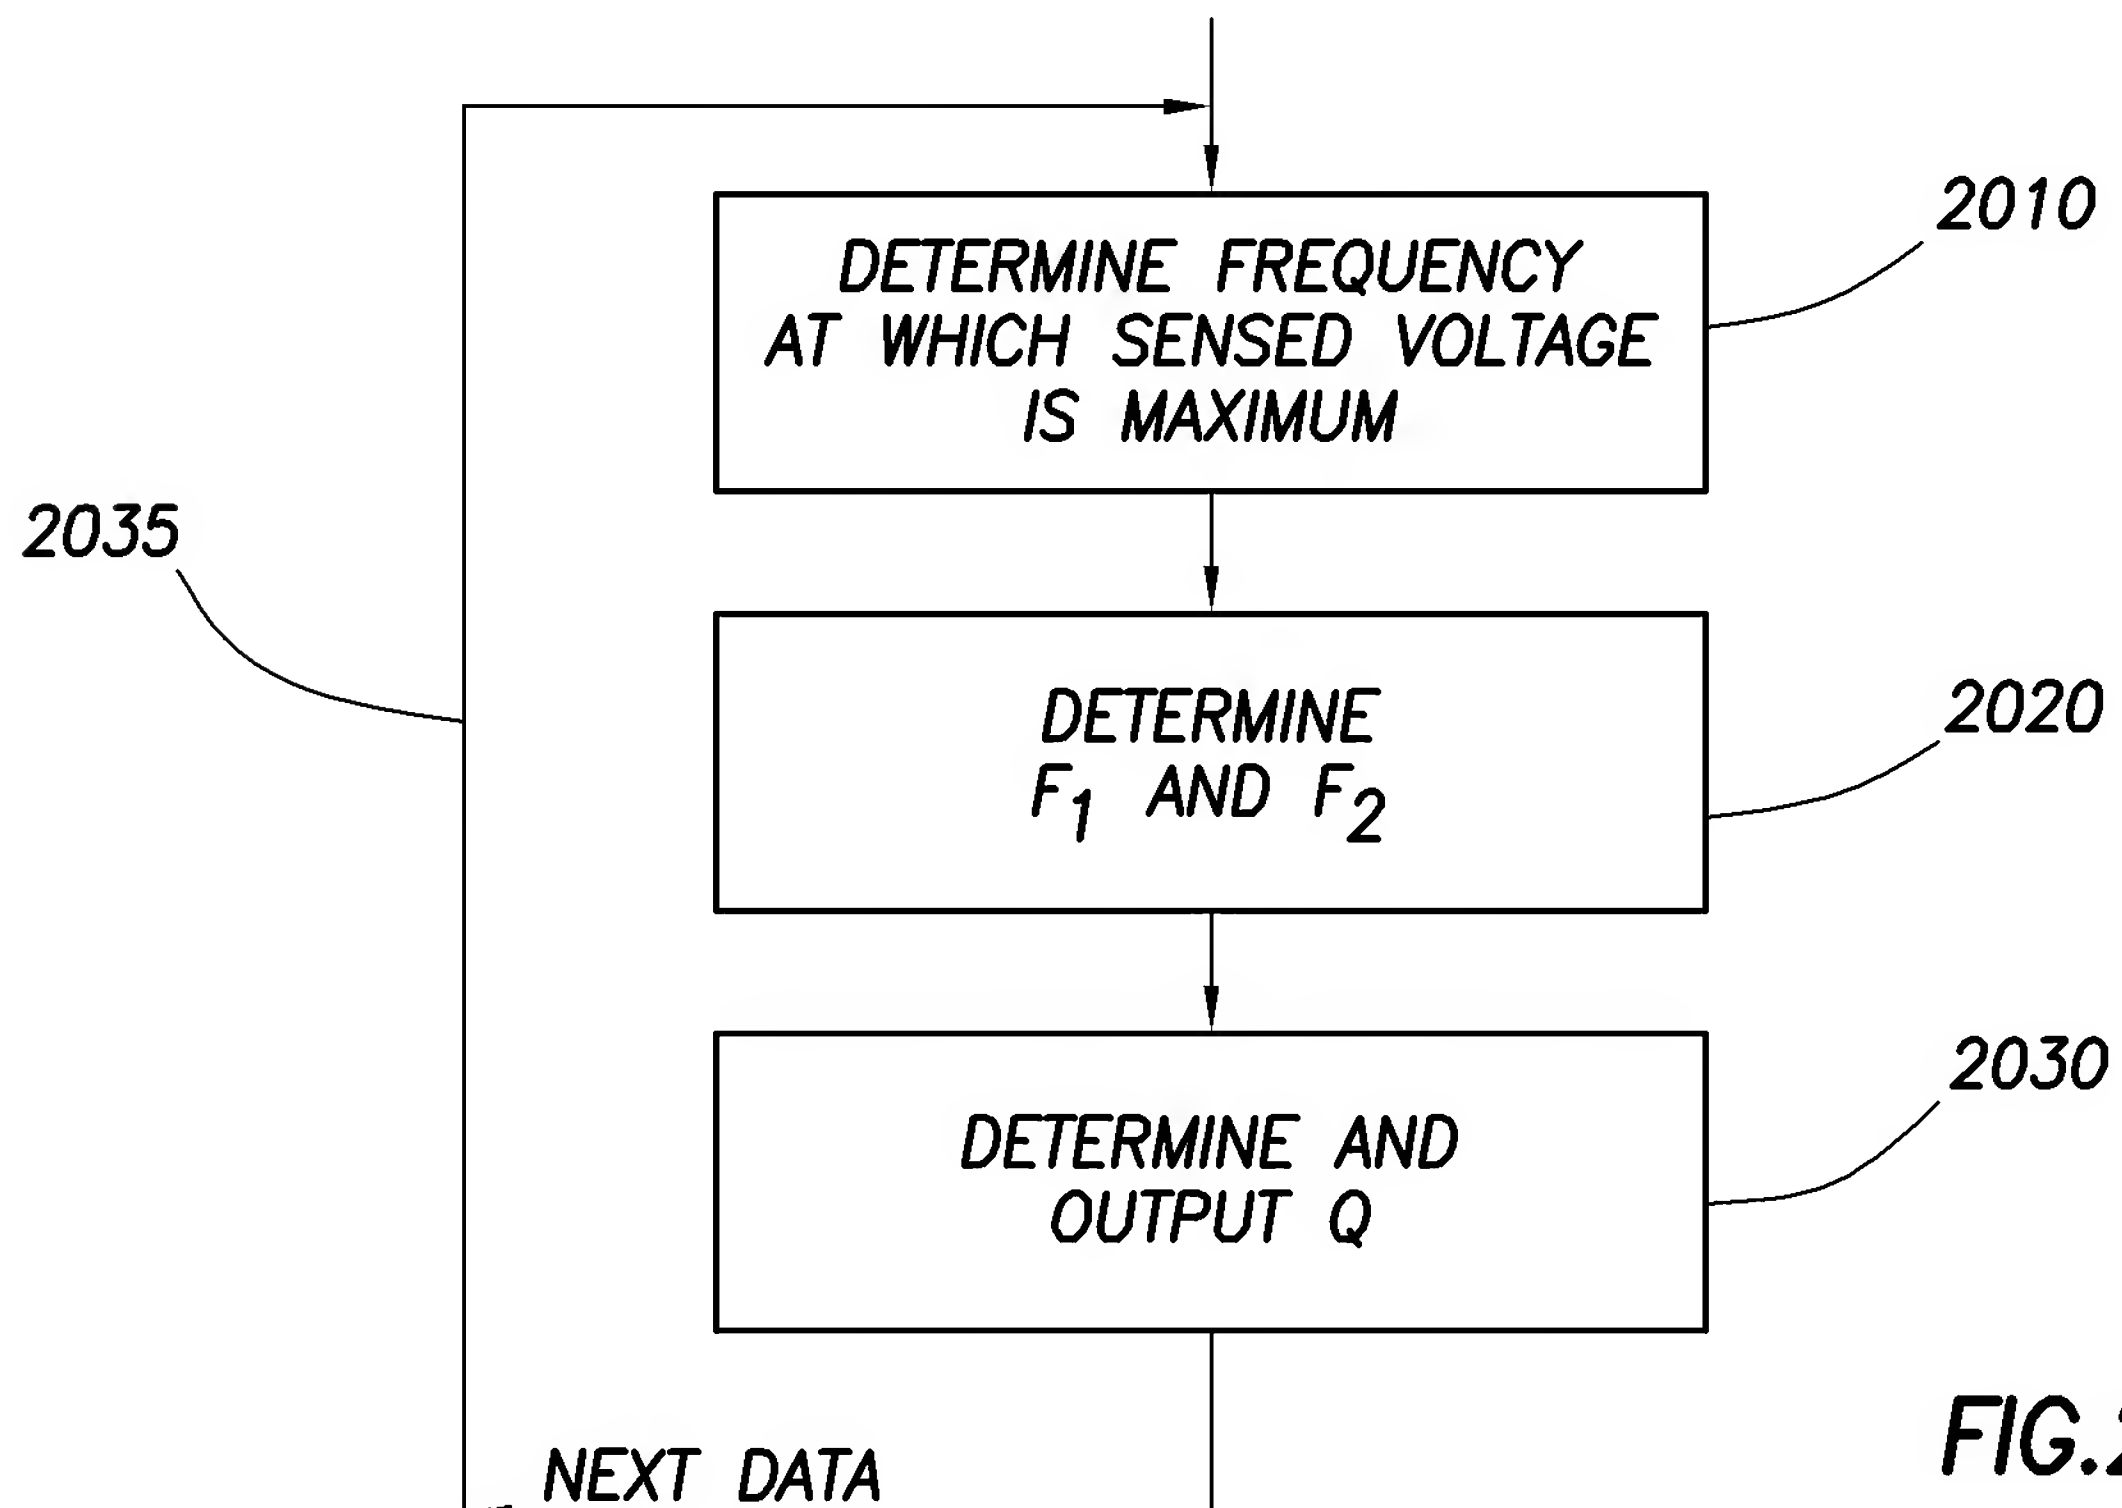 2010
DETERMINE FREQUENCY
AT WHICH SENSED VOLTAGE
IS MAXIMUM
2035
2020
DETERMINE
F1 AND F2
2030
DETERMINE AND
OUTPUT Q
NEXT DATA